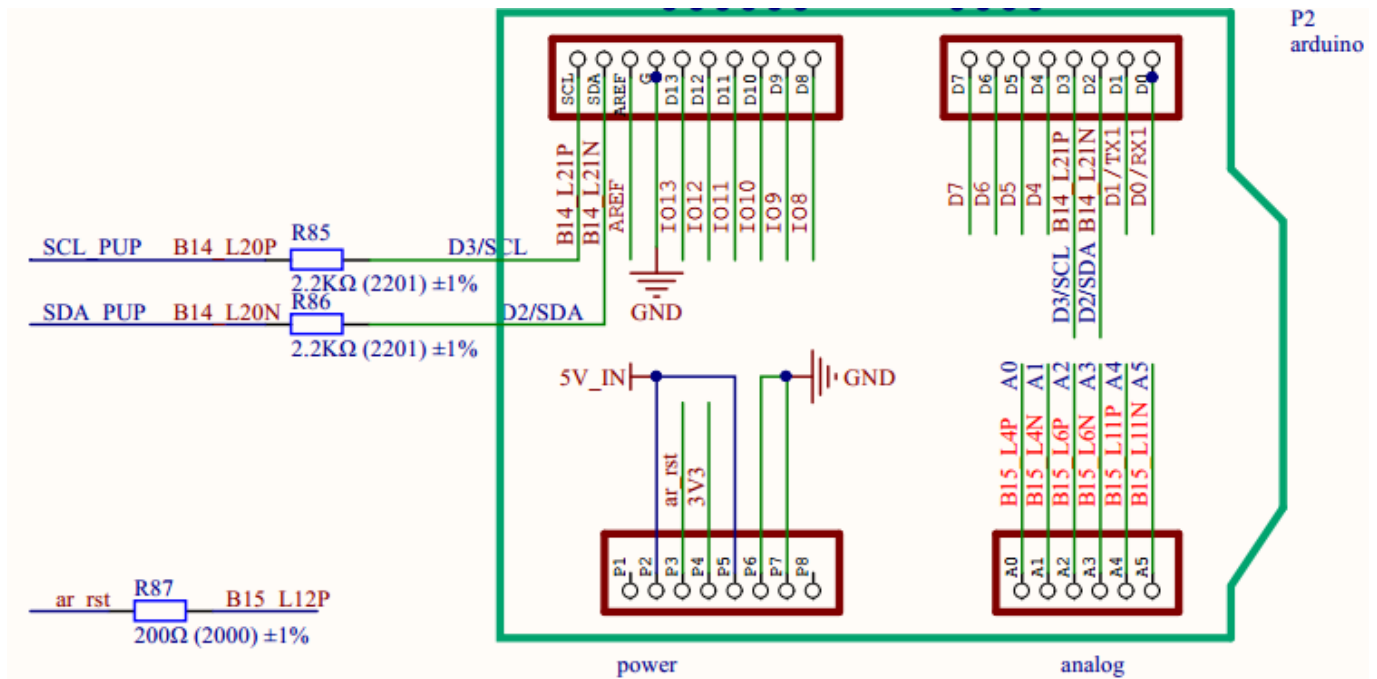 P2
arduino
SCL
SDA
AREF
G
D13
D12
D11
D10
D9
D8
D7
D6
D5
D4
D3
D2
D1
D0
B14_L21P
B14_L21N
AREF
IO13
IO12
IO11
IO10
IO9
IO8
D7
D6
D5
D4
B14_L21P
B14_L21N
D1/TX1
D0/RX1
D3/SCL
D2/SDA
SCL_PUP B14_L20P R85 D3/SCL
2.2KΩ (2201) ±1%
SDA_PUP B14_L20N R86 D2/SDA
2.2KΩ (2201) ±1%
GND
5V_IN
GND
ar_rst
3V3
A0
A1
A2
A3
A4
A5
B15_L4P
B15_L4N
B15_L6P
B15_L6N
B15_L11P
B15_L11N
P1
P2
P3
P4
P5
P6
P7
P8
A0
A1
A2
A3
A4
A5
ar_rst R87 B15_L12P
200Ω (2000) ±1%
power
analog